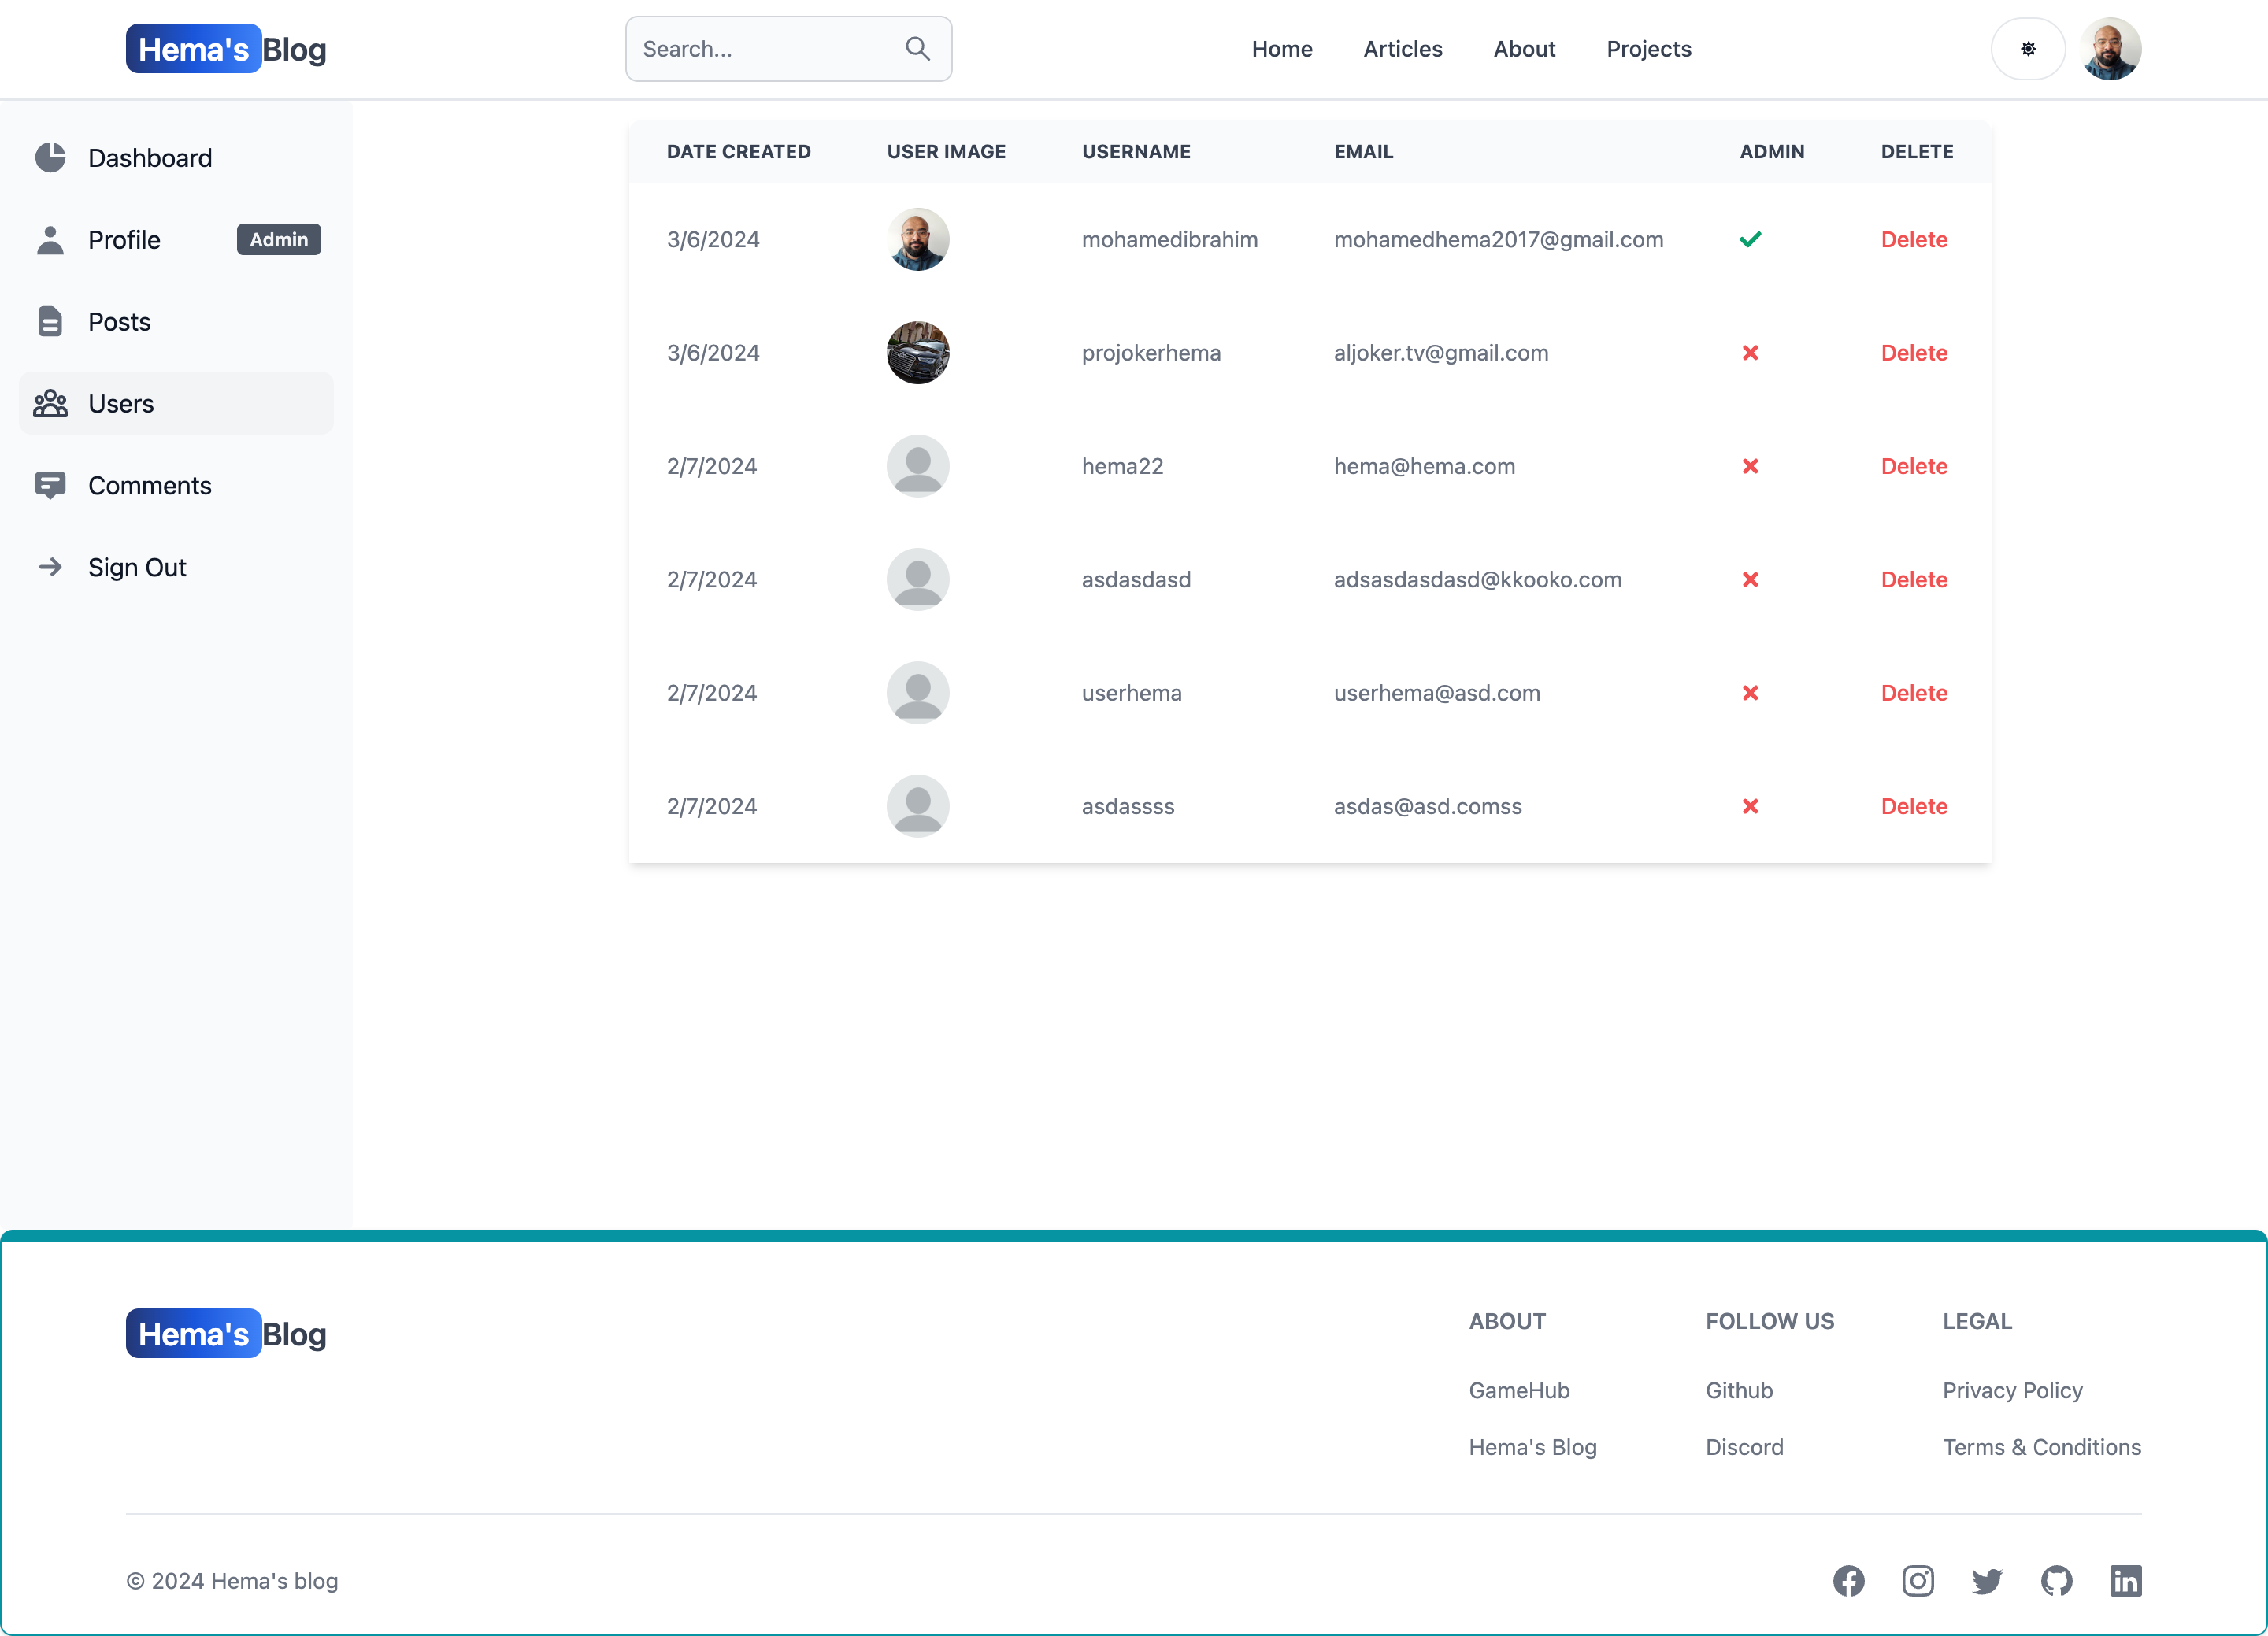 Hema's Blog
Search...
Home Articles About Projects
Dashboard
Profile Admin
Posts
Users
Comments
Sign Out
DATE CREATED USER IMAGE USERNAME EMAIL ADMIN DELETE
3/6/2024 mohamedibrahim mohamedhema2017@gmail.com Delete
3/6/2024 projokerhema aljoker.tv@gmail.com Delete
2/7/2024 hema22 hema@hema.com Delete
2/7/2024 asdasdasd adsasdasdasd@kkooko.com Delete
2/7/2024 userhema userhema@asd.com Delete
2/7/2024 asdassss asdas@asd.comss Delete
Hema's Blog
ABOUT FOLLOW US LEGAL
GameHub Github Privacy Policy
Hema's Blog Discord Terms & Conditions
© 2024 Hema's blog